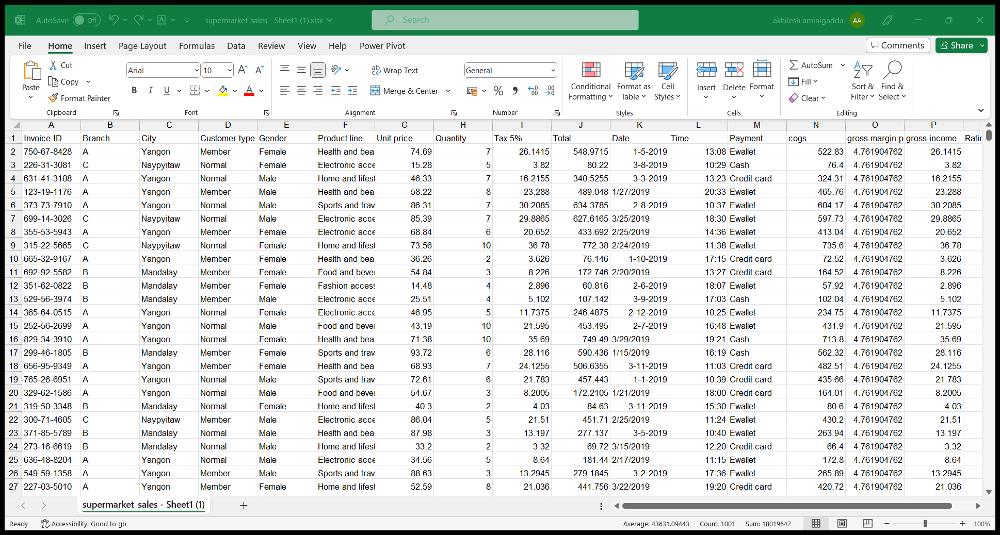 AutoSave Off supermarket_sales - Sheet1 (1).xlsx Search akhilesh aminigadda AA
File Home Insert Page Layout Formulas Data Review View Help Power Pivot Comments Share
Paste Cut Copy Format Painter Clipboard
Arial 10 B I U A Font
ab Wrap Text Merge & Center Alignment
General % Number
Conditional Formatting Format as Table Cell Styles Styles
Insert Delete Format Cells
AutoSum Fill Clear Sort & Filter Find & Select Editing
A B C D E F G H I J K L M N O P
1 Invoice ID Branch City Customer type Gender Product line Unit price Quantity Tax 5% Total Date Time Payment cogs gross margin p gross income Ratin
2 750-67-8428 A Yangon Member Female Health and bea 74.69 7 26.1415 548.9715 1-5-2019 13:08 Ewallet 522.83 4.761904762 26.1415
3 226-31-3081 C Naypyitaw Normal Female Electronic acce 15.28 5 3.82 80.22 3-8-2019 10:29 Cash 76.4 4.761904762 3.82
4 631-41-3108 A Yangon Normal Male Home and lifest 46.33 7 16.2155 340.5255 3-3-2019 13:23 Credit card 324.31 4.761904762 16.2155
5 123-19-1176 A Yangon Member Male Health and bea 58.22 8 23.288 489.048 1/27/2019 20:33 Ewallet 465.76 4.761904762 23.288
6 373-73-7910 A Yangon Normal Male Sports and trav 86.31 7 30.2085 634.3785 2-8-2019 10:37 Ewallet 604.17 4.761904762 30.2085
7 699-14-3026 C Naypyitaw Normal Male Electronic acce 85.39 7 29.8865 627.6165 3/25/2019 18:30 Ewallet 597.73 4.761904762 29.8865
8 355-53-5943 A Yangon Member Female Electronic acce 68.84 6 20.652 433.692 2/25/2019 14:36 Ewallet 413.04 4.761904762 20.652
9 315-22-5665 C Naypyitaw Normal Female Home and lifest 73.56 10 36.78 772.38 2/24/2019 11:38 Ewallet 735.6 4.761904762 36.78
10 665-32-9167 A Yangon Member Female Health and bea 36.26 2 3.626 76.146 1-10-2019 17:15 Credit card 72.52 4.761904762 3.626
11 692-92-5582 B Mandalay Member Female Food and bever 54.84 3 8.226 172.746 2/20/2019 13:27 Credit card 164.52 4.761904762 8.226
12 351-62-0822 B Mandalay Member Female Fashion access 14.48 4 2.896 60.816 2-6-2019 18:07 Ewallet 57.92 4.761904762 2.896
13 529-56-3974 B Mandalay Member Male Electronic acce 25.51 4 5.102 107.142 3-9-2019 17:03 Cash 102.04 4.761904762 5.102
14 365-64-0515 A Yangon Normal Female Electronic acce 46.95 5 11.7375 246.4875 2-12-2019 10:25 Ewallet 234.75 4.761904762 11.7375
15 252-56-2699 A Yangon Normal Male Food and bever 43.19 10 21.595 453.495 2-7-2019 16:48 Ewallet 431.9 4.761904762 21.595
16 829-34-3910 A Yangon Normal Female Health and bea 71.38 10 35.69 749.49 3/29/2019 19:21 Cash 713.8 4.761904762 35.69
17 299-46-1805 B Mandalay Member Female Sports and trav 93.72 6 28.116 590.436 1/15/2019 16:19 Cash 562.32 4.761904762 28.116
18 656-95-9349 A Yangon Member Female Health and bea 68.93 7 24.1255 506.6355 3-11-2019 11:03 Credit card 482.51 4.761904762 24.1255
19 765-26-6951 A Yangon Normal Male Sports and trav 72.61 6 21.783 457.443 1-1-2019 10:39 Credit card 435.66 4.761904762 21.783
20 329-62-1586 A Yangon Normal Male Food and bever 54.67 3 8.2005 172.2105 1/21/2019 18:00 Credit card 164.01 4.761904762 8.2005
21 319-50-3348 B Mandalay Normal Female Home and lifest 40.3 2 4.03 84.63 3-11-2019 15:30 Ewallet 80.6 4.761904762 4.03
22 300-71-4605 C Naypyitaw Member Male Electronic acce 86.04 5 21.51 451.71 2/25/2019 11:24 Ewallet 430.2 4.761904762 21.51
23 371-85-5789 B Mandalay Normal Male Health and bea 87.98 3 13.197 277.137 3-5-2019 10:40 Ewallet 263.94 4.761904762 13.197
24 273-16-6619 B Mandalay Normal Male Home and lifest 33.2 2 3.32 69.72 3/15/2019 12:20 Credit card 66.4 4.761904762 3.32
25 636-48-8204 A Yangon Normal Male Electronic acce 34.56 5 8.64 181.44 2/17/2019 11:15 Ewallet 172.8 4.761904762 8.64
26 549-59-1358 A Yangon Member Male Sports and trav 88.63 3 13.2945 279.1845 3-2-2019 17:36 Ewallet 265.89 4.761904762 13.2945
27 227-03-5010 A Yangon Member Female Home and lifest 52.59 8 21.036 441.756 3/22/2019 19:20 Credit card 420.72 4.761904762 21.036
supermarket_sales - Sheet1 (1)
Ready Accessibility: Good to go Average: 43631.09443 Count: 1001 Sum: 18019642 100%